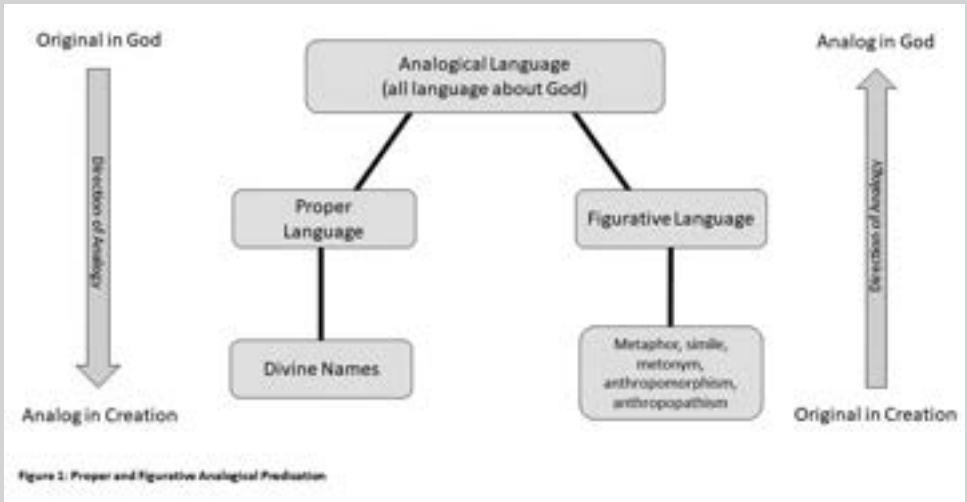 Original in God
Analog in God
Analogical Language
(all language about God)
Direction of Analogy
Direction of Analogy
Proper
Language
Figurative Language
Divine Names
Metaphor, simile,
metonym,
anthropomorphism,
anthropopathism
Analog in Creation
Original in Creation
Figure 1: Proper and Figurative Analogical Predication